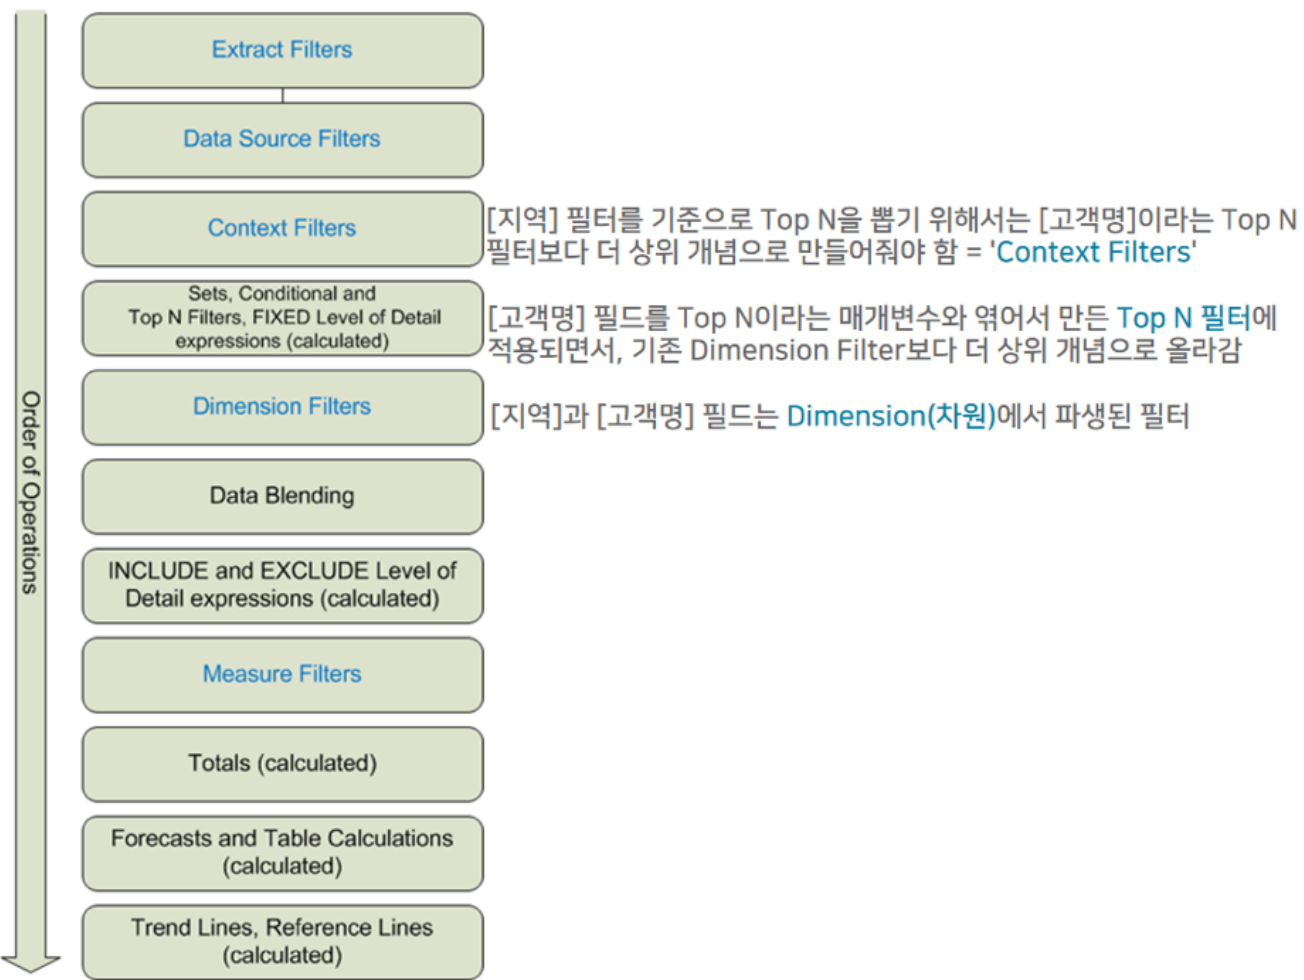 Order of Operations
Extract Filters
Data Source Filters
Context Filters
[지역] 필터를 기준으로 Top N을 뽑기 위해서는 [고객명]이라는 Top N
필터보다 더 상위 개념으로 만들어줘야 함 = 'Context Filters'
Sets, Conditional and
Top N Filters, FIXED Level of Detail
expressions (calculated)
[고객명] 필드를 Top N이라는 매개변수와 엮어서 만든 Top N 필터에
적용되면서, 기존 Dimension Filter보다 더 상위 개념으로 올라감
Dimension Filters
[지역]과 [고객명] 필드는 Dimension(차원)에서 파생된 필터
Data Blending
INCLUDE and EXCLUDE Level of
Detail expressions (calculated)
Measure Filters
Totals (calculated)
Forecasts and Table Calculations
(calculated)
Trend Lines, Reference Lines
(calculated)